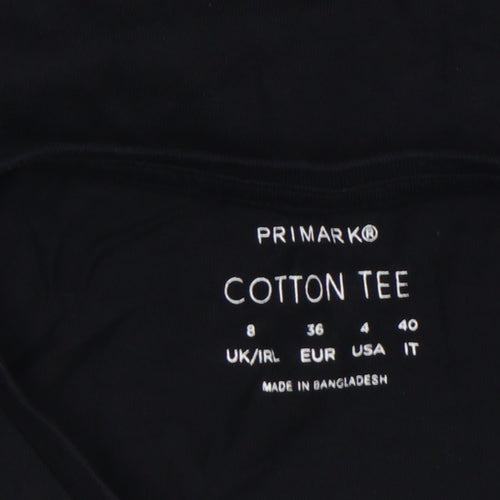 PRIMARK®
COTTON TEE
8 36 4 40
UK/IRL EUR USA IT
MADE IN BANGLADESH